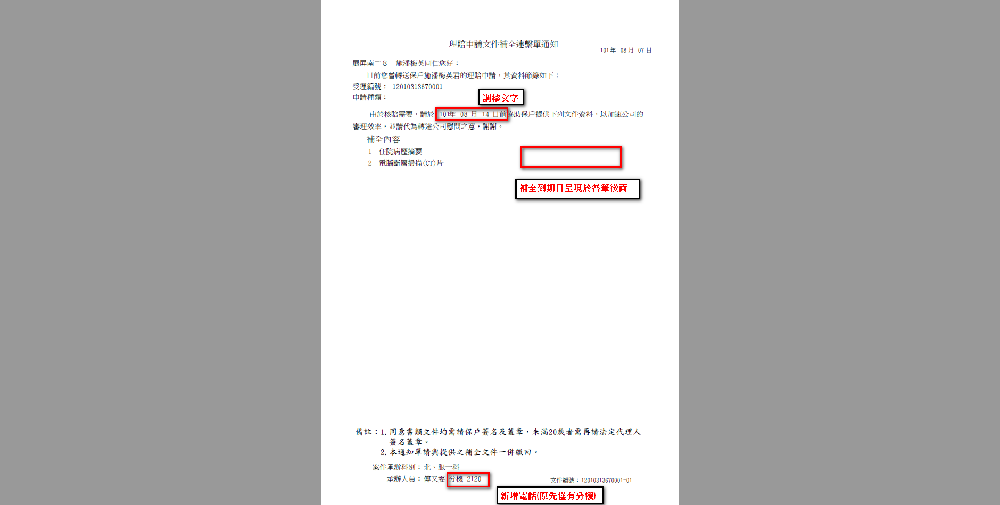 理賠申請文件補全連繫單通知
101年 08 月 07 日
展屏南二８ 施潘梅英同仁您好：
日前您曾轉送保戶施潘梅英君的理賠申請，其資料節錄如下：
受理編號： 12010313670001
申請種類：
調整文字
由於核賠需要，請於 101年 08 月 14 日前協助保戶提供下列文件資料，以加速公司的
審理效率，並請代為轉達公司慰問之意，謝謝。
補全內容
1 住院病歷摘要
2 電腦斷層掃描(CT)片
補全到期日呈現於各筆後面
備註：1.同意書類文件均需請保戶簽名及蓋章，未滿20歲者需再請法定代理人
簽名蓋章。
2.本通知單請與提供之補全文件一併繳回。
案件承辦科別：北、服一科
承辦人員：傅又雯 分機 2120
文件編號：12010313670001-01
新增電話(原先僅有分機)